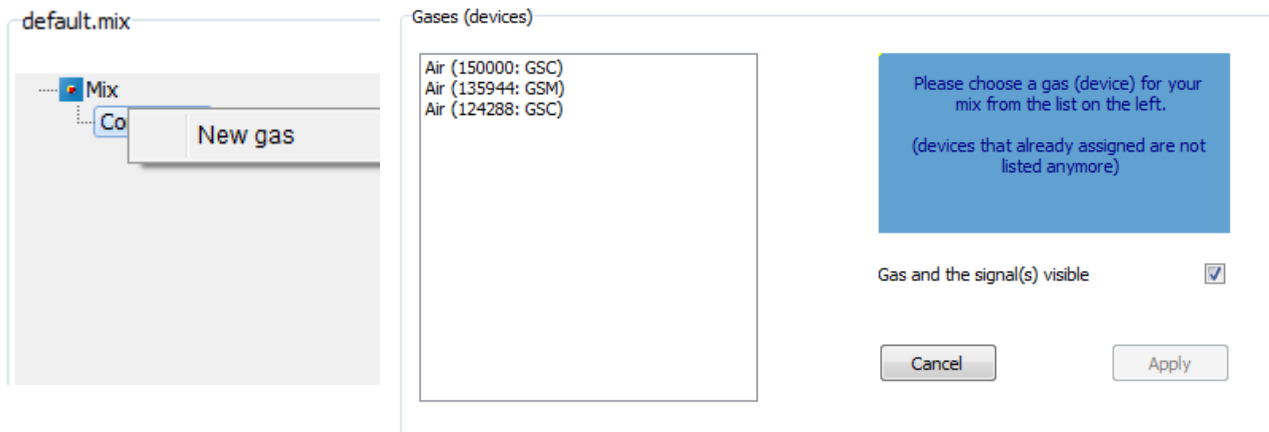 default.mix
Mix
Co
New gas
Gases (devices)
Air (150000: GSC)
Air (135944: GSM)
Air (124288: GSC)
Please choose a gas (device) for your
mix from the list on the left.
(devices that already assigned are not
listed anymore)
Gas and the signal(s) visible
Cancel
Apply